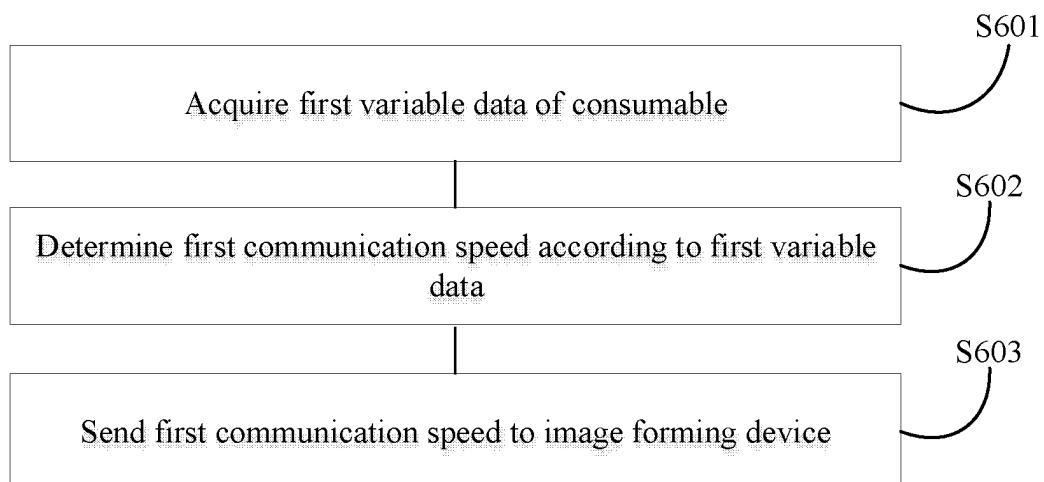 S601
Acquire first variable data of consumable
S602
Determine first communication speed according to first variable
data
S603
Send first communication speed to image forming device